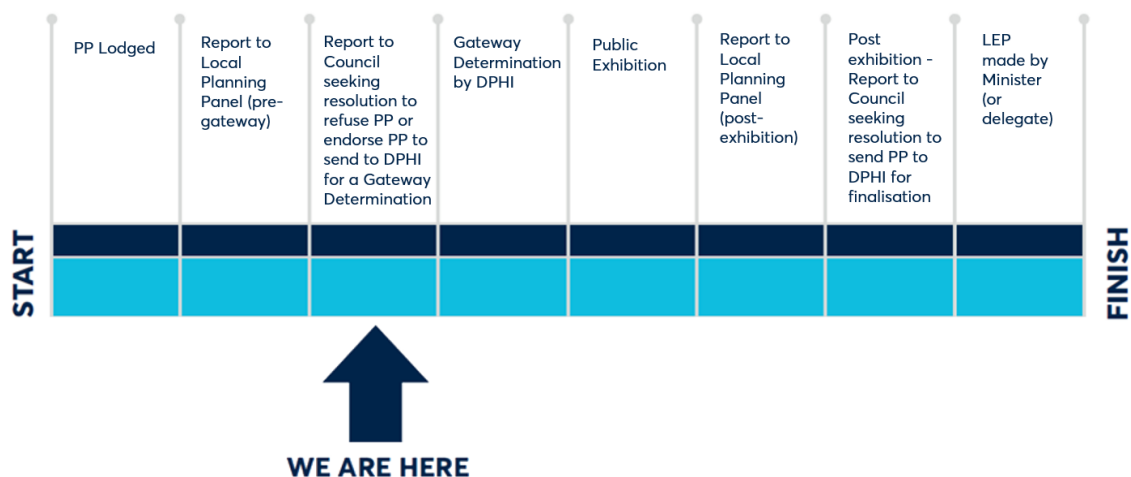 START
PP Lodged
Report to
Local
Planning
Panel (pre-
gateway)
Report to
Council
seeking
resolution to
refuse PP or
endorse PP to
send to DPHI
for a Gateway
Determination
Gateway
Determination
by DPHI
Public
Exhibition
Report to
Local
Planning
Panel
(post-
exhibition)
Post
exhibition -
Report to
Council
seeking
resolution to
send PP to
DPHI for
finalisation
LEP
made by
Minister
(or
delegate)
FINISH
WE ARE HERE